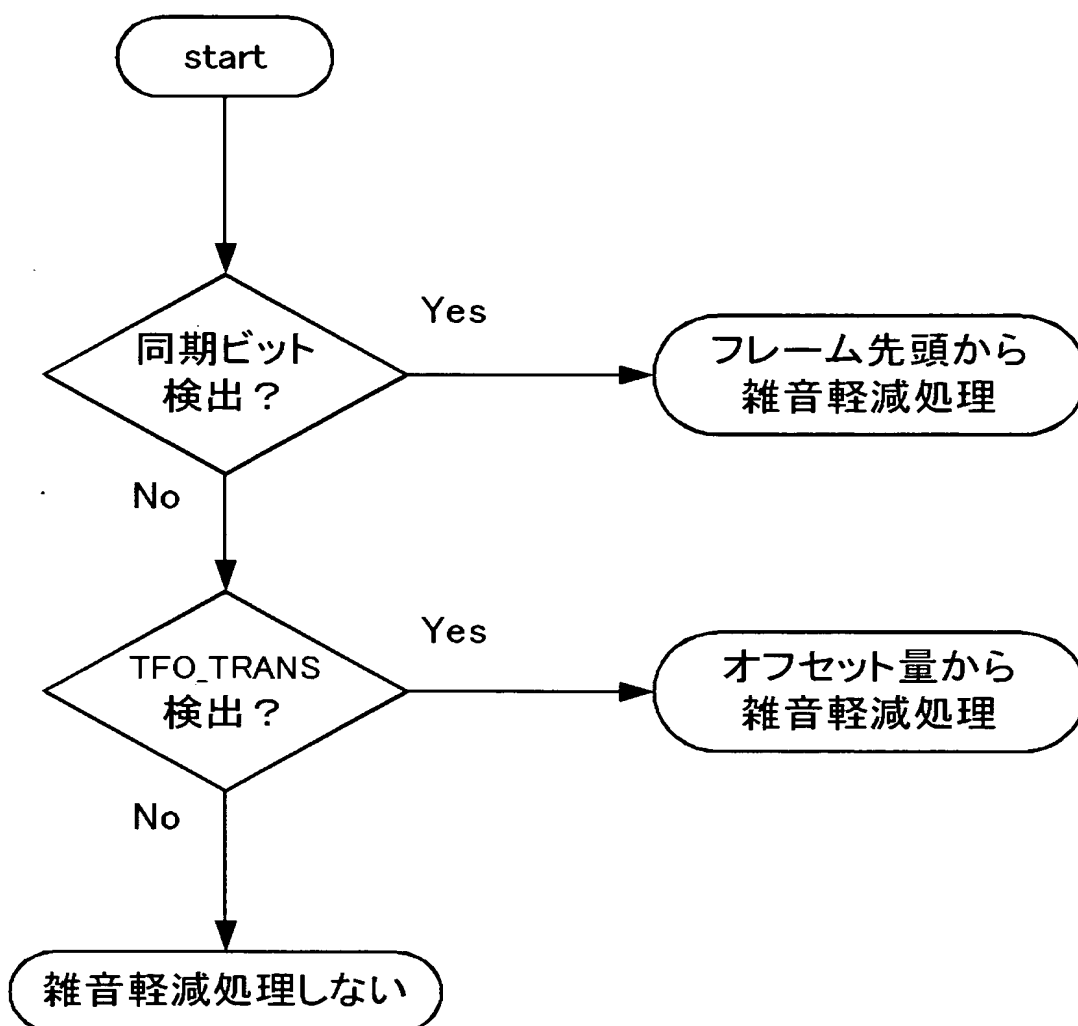 start
同期ビット
検出？
Yes
フレーム先頭から
雑音軽減処理
No
TFO_TRANS
検出？
Yes
オフセット量から
雑音軽減処理
No
雑音軽減処理しない